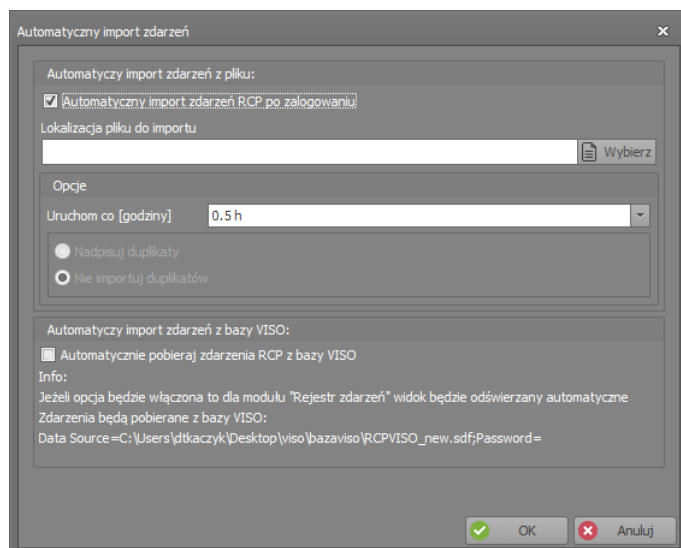 Automatyczny import zdarzeń
Automatyczy import zdarzeń z pliku:
Automatyczny import zdarzeń RCP po zalogowaniu
Lokalizacja pliku do importu
Wybierz
Opcje
Uruchom co [godziny] 0.5 h
Nadpisuj duplikaty
Nie importuj duplikatów
Automatyczy import zdarzeń z bazy VISO:
Automatycznie pobieraj zdarzenia RCP z bazy VISO
Info:
Jeżeli opcja będzie włączona to dla modułu "Rejestr zdarzeń" widok będzie odświerzany automatyczne
Zdarzenia będą pobierane z bazy VISO:
Data Source=C:\Users\dtkaczyk\Desktop\viso\bazaviso\RCPVISO_new.sdf;Password=
OK Anuluj